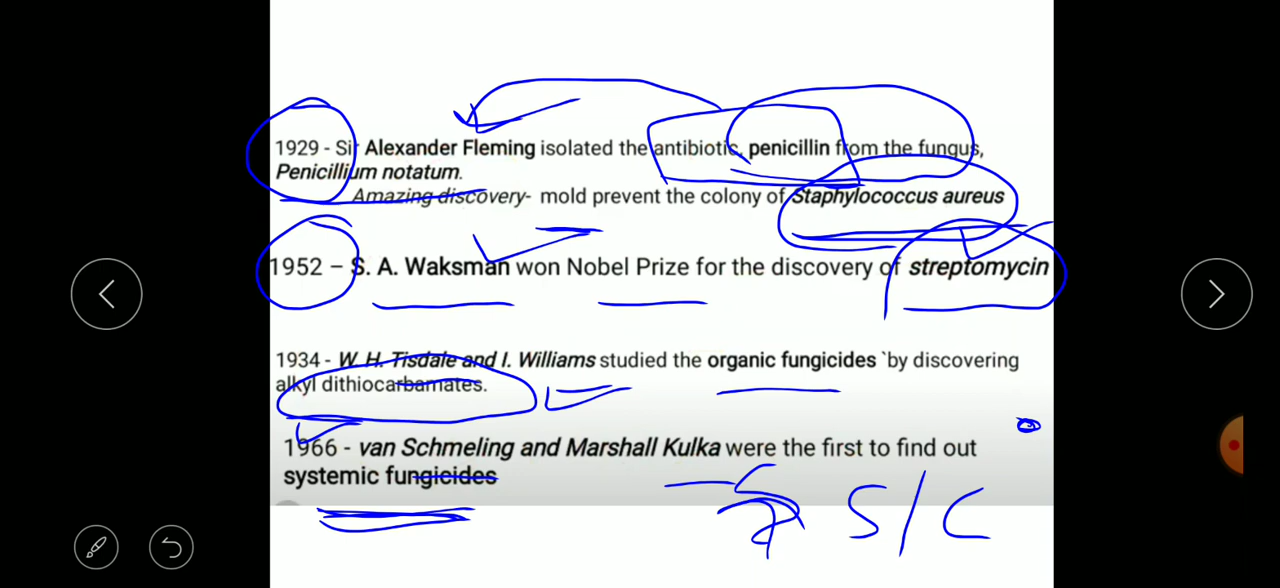 1929 - Sir Alexander Fleming isolated the antibiotic, penicillin from the fungus,
Penicillium notatum.
Amazing discovery- mold prevent the colony of Staphylococcus aureus
1952 – S. A. Waksman won Nobel Prize for the discovery of streptomycin
1934 - W. H. Tisdale and I. Williams studied the organic fungicides `by discovering
alkyl dithiocarbamates.
1966 - van Schmeling and Marshall Kulka were the first to find out
systemic fungicides
S/C